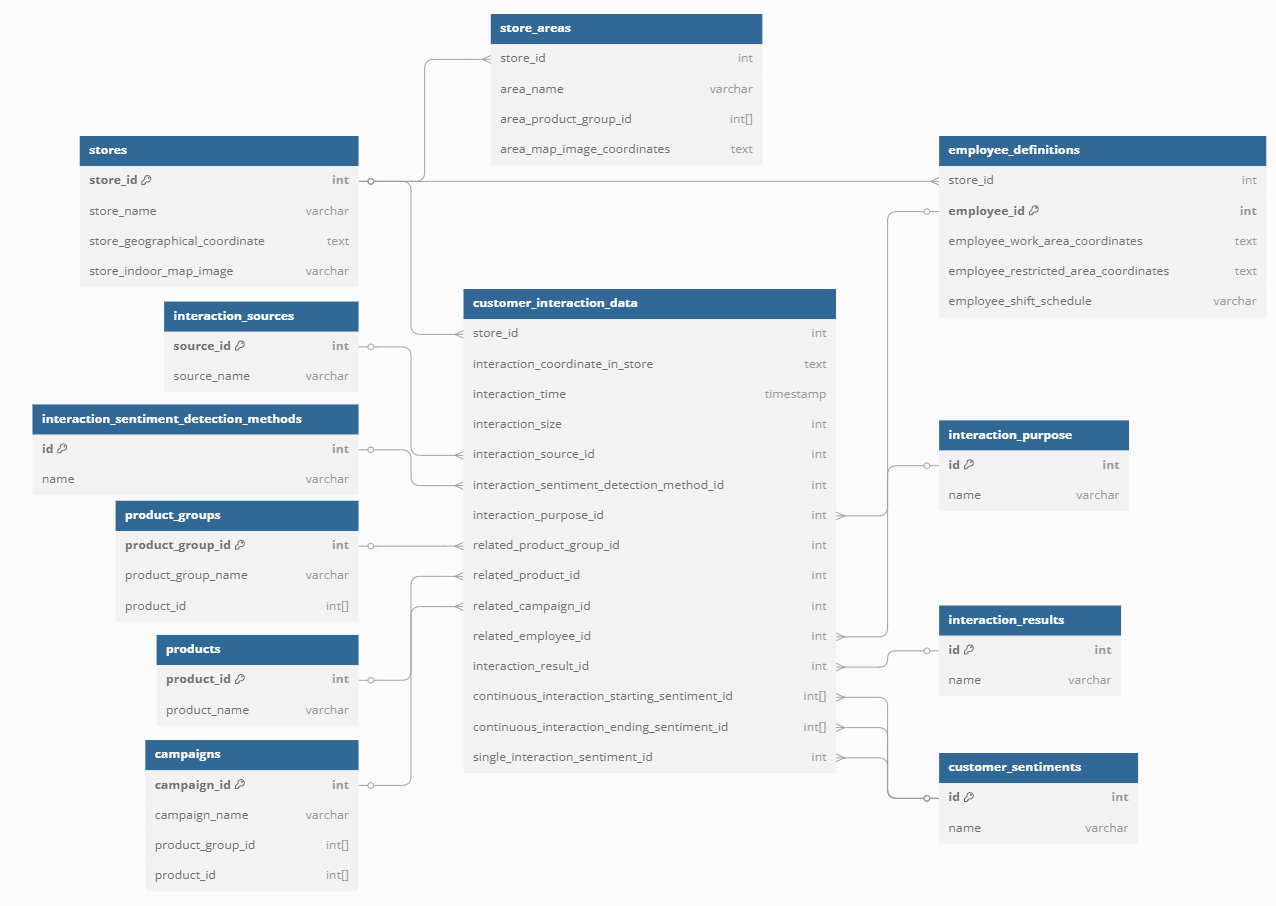 store_areas
store_id int
area_name varchar
area_product_group_id int[]
area_map_image_coordinates text
stores
store_id int
store_name varchar
store_geographical_coordinate text
store_indoor_map_image varchar
employee_definitions
store_id int
employee_id int
employee_work_area_coordinates text
employee_restricted_area_coordinates text
employee_shift_schedule varchar
interaction_sources
source_id int
source_name varchar
interaction_sentiment_detection_methods
id int
name varchar
product_groups
product_group_id int
product_group_name varchar
product_id int[]
products
product_id int
product_name varchar
campaigns
campaign_id int
campaign_name varchar
product_group_id int[]
product_id int[]
customer_interaction_data
store_id int
interaction_coordinate_in_store text
interaction_time timestamp
interaction_size int
interaction_source_id int
interaction_sentiment_detection_method_id int
interaction_purpose_id int
related_product_group_id int
related_product_id int
related_campaign_id int
related_employee_id int
interaction_result_id int
continuous_interaction_starting_sentiment_id int[]
continuous_interaction_ending_sentiment_id int[]
single_interaction_sentiment_id int
interaction_purpose
id int
name varchar
interaction_results
id int
name varchar
customer_sentiments
id int
name varchar